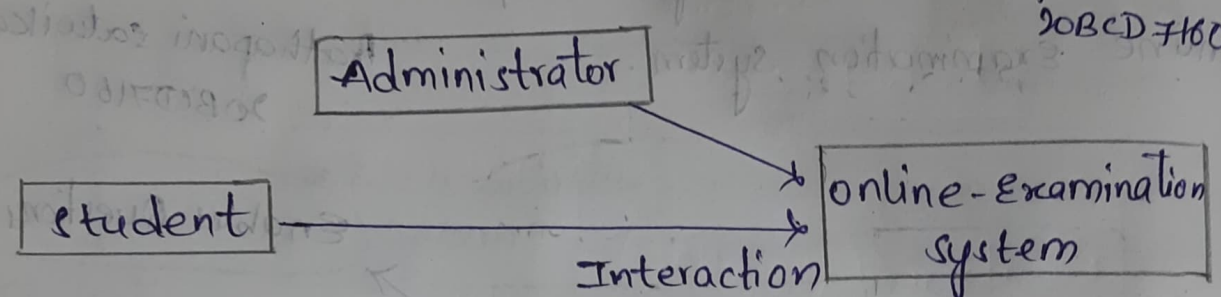 20BCD7160
Administrator
student
online-Examination
system
Interaction